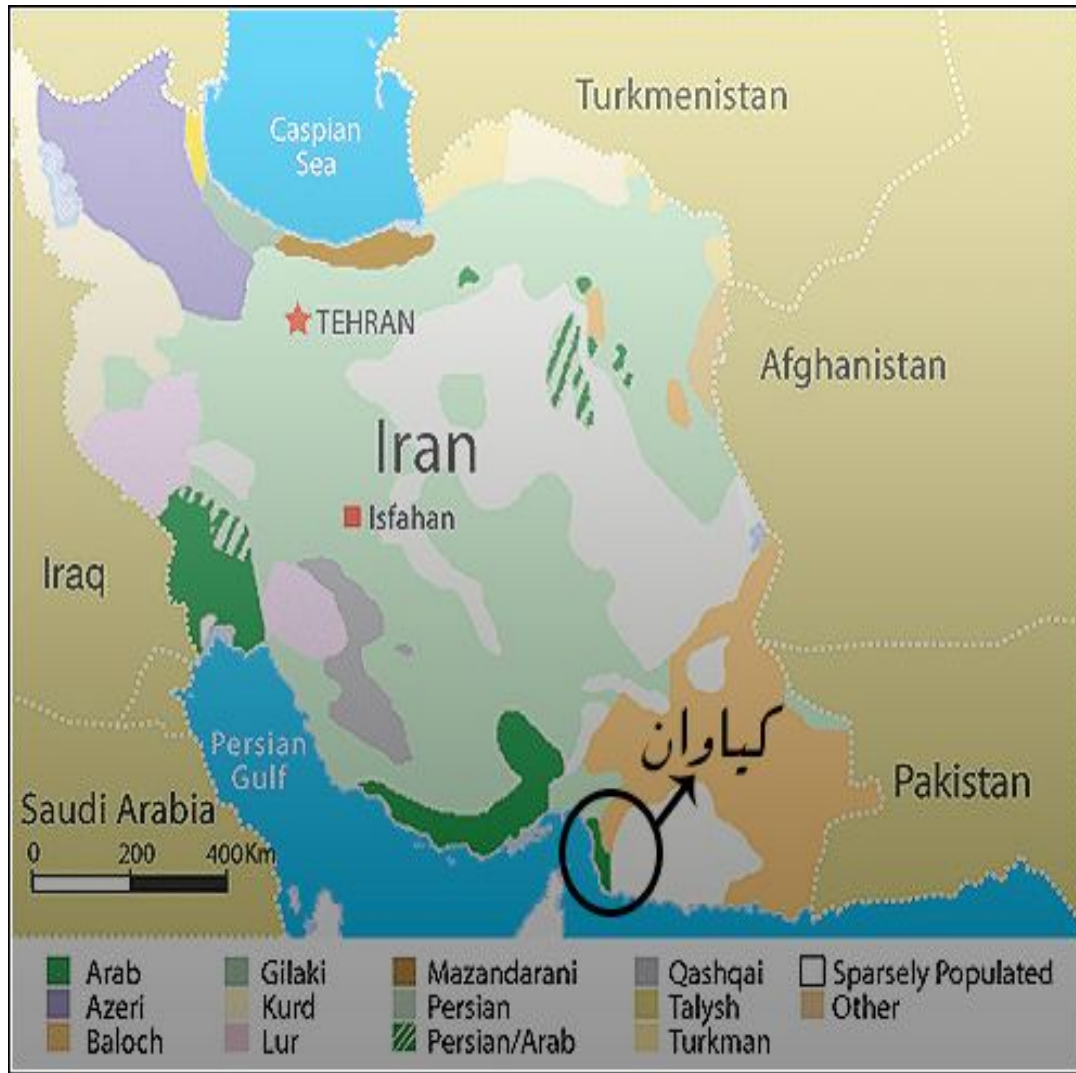 Turkmenistan
Caspian
Sea
TEHRAN
Afghanistan
Iran
Isfahan
Iraq
کیاوان
Persian
Gulf
Pakistan
Saudi Arabia
0 200 400Km
Arab Gilaki Mazandarani Qashqai Sparsely Populated
Azeri Kurd Persian Talysh Other
Baloch Lur Persian/Arab Turkman